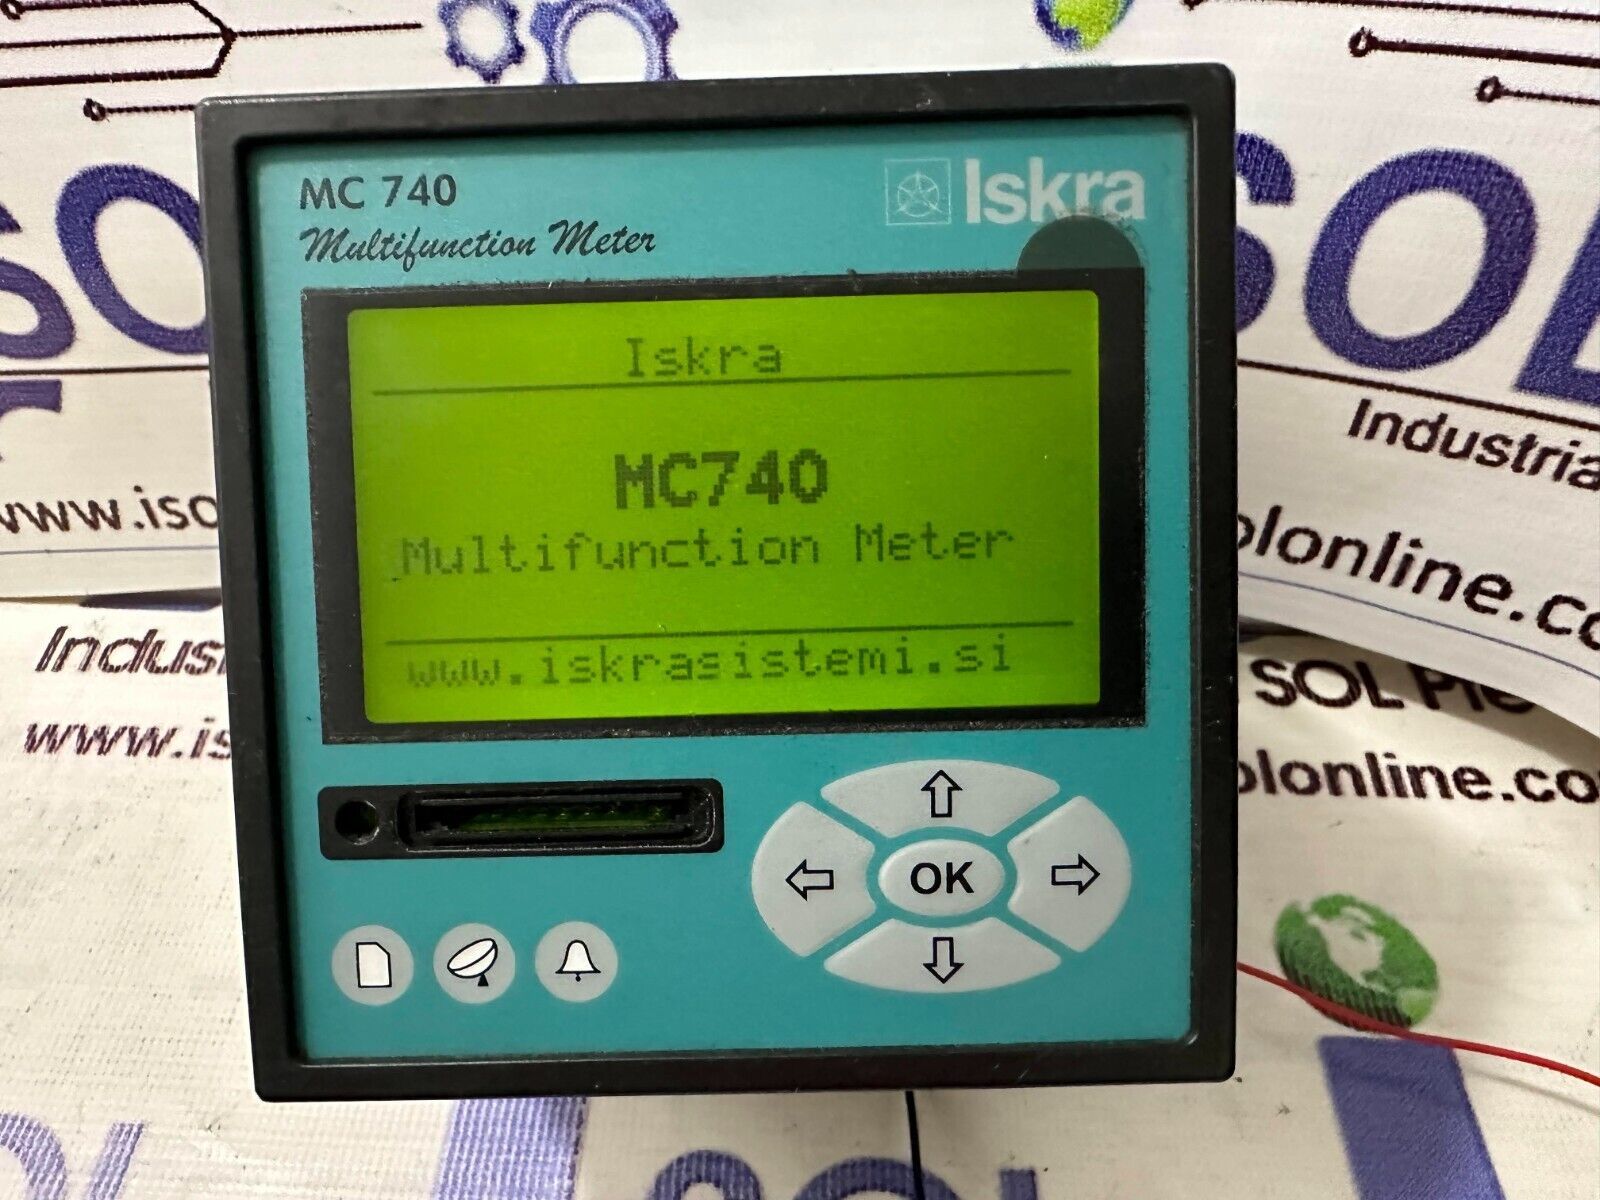 MC 740
Multifunction Meter
Iskra
Iskra
MC740
Multifunction Meter
www.iskrasistemi.si
OK
SOL
Industria
olonline.co
SOL
olonline.co
www.iso
Indus
www.is